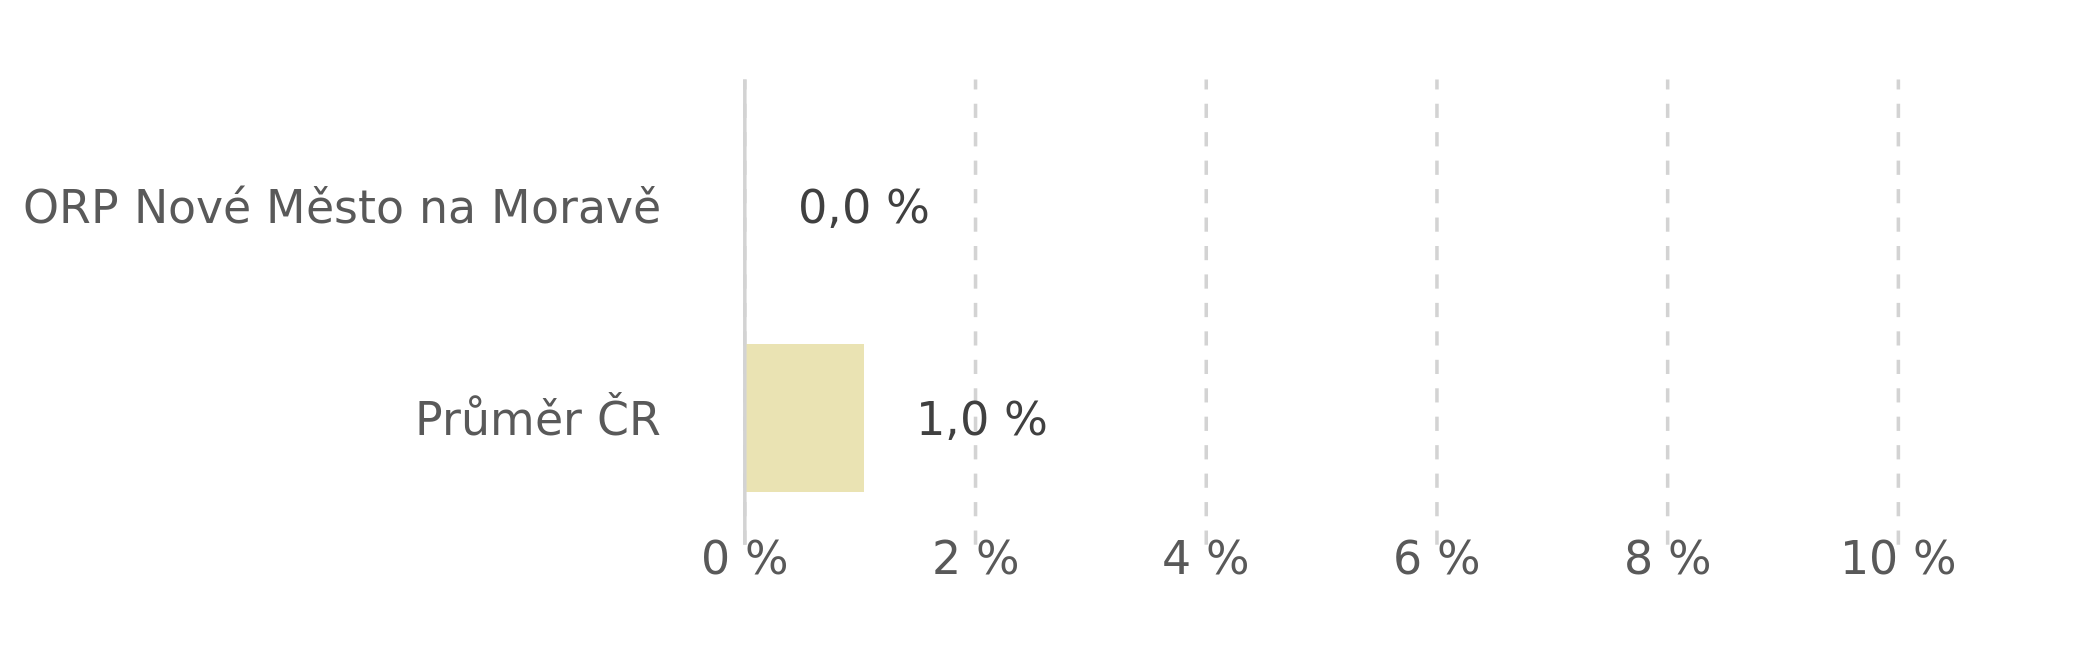 ORP Nové Město na Moravě
0,0 %
Průměr ČR
1,0 %
0 % 2 % 4 % 6 % 8 % 10 %